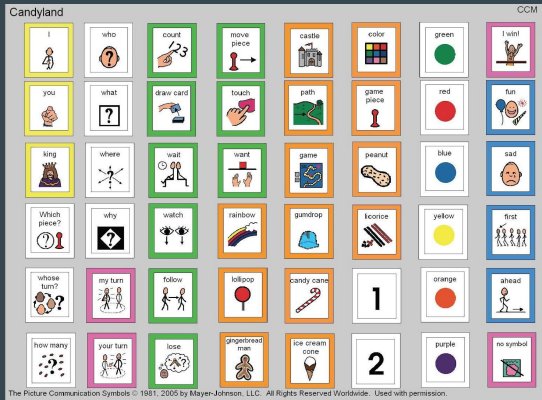 Candyland
CCM
I
who
count
move piece
castle
color
green
I win!
you
what
draw card
touch
path
game piece
red
fun
king
where
wait
want
game
peanut
blue
sad
Which piece?
why
watch
rainbow
gumdrop
licorice
yellow
first
whose turn?
my turn
follow
lollipop
candy cane
1
orange
ahead
how many
your turn
lose
gingerbread man
ice cream cone
2
purple
no symbol
The Picture Communication Symbols © 1981, 2005 by Mayer-Johnson, LLC. All Rights Reserved Worldwide. Used with permission.